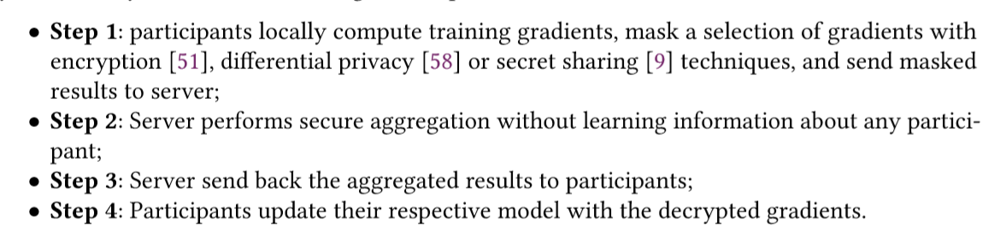 • Step 1: participants locally compute training gradients, mask a selection of gradients with
encryption [51], differential privacy [58] or secret sharing [9] techniques, and send masked
results to server;
• Step 2: Server performs secure aggregation without learning information about any partici-
pant;
• Step 3: Server send back the aggregated results to participants;
• Step 4: Participants update their respective model with the decrypted gradients.